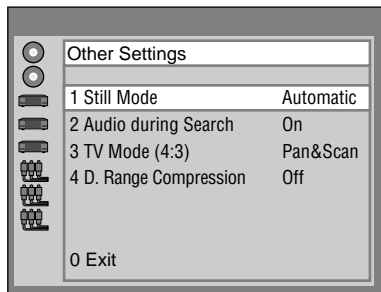 Other Settings
1 Still Mode Automatic
2 Audio during Search On
3 TV Mode (4:3) Pan&Scan
4 D. Range Compression Off
0 Exit